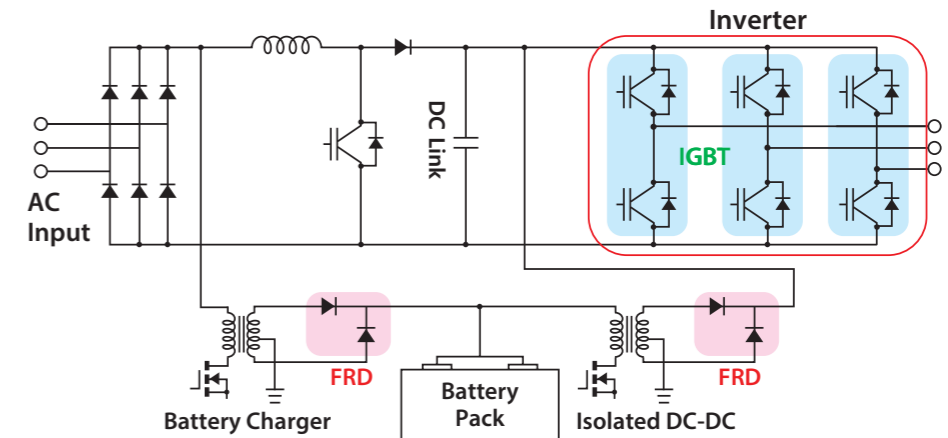 Inverter
DC Link
IGBT
AC
Input
FRD
Battery
Pack
FRD
Battery Charger
Isolated DC-DC